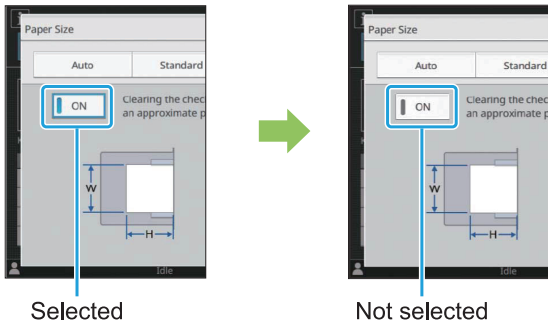 Paper Size
Auto
Standard
ON
Clearing the chec
an approximate p
W
H
Idle
Selected
Paper Size
Auto
Standard
ON
Clearing the chec
an approximate p
W
H
Idle
Not selected